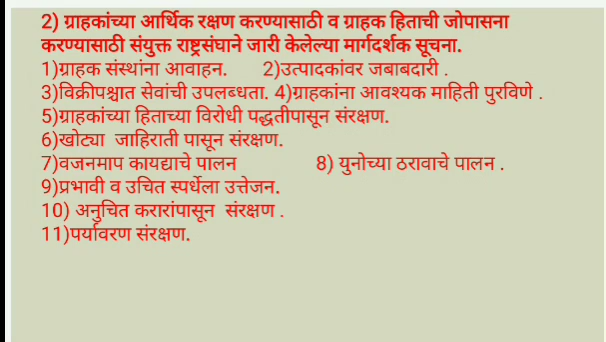 2) ग्राहकांच्या आर्थिक रक्षण करण्यासाठी व ग्राहक हिताची जोपासना
करण्यासाठी संयुक्त राष्ट्रसंघाने जारी केलेल्या मार्गदर्शक सूचना.
1)ग्राहक संस्थांना आवाहन. 2)उत्पादकांवर जबाबदारी .
3)विक्रीपश्चात सेवांची उपलब्धता. 4)ग्राहकांना आवश्यक माहिती पुरविणे .
5)ग्राहकांच्या हिताच्या विरोधी पद्धतीपासून संरक्षण.
6)खोट्या जाहिराती पासून संरक्षण.
7)वजनमाप कायद्याचे पालन 8) युनोच्या ठरावाचे पालन .
9)प्रभावी व उचित स्पर्धेला उत्तेजन.
10) अनुचित करारांपासून संरक्षण .
11)पर्यावरण संरक्षण.